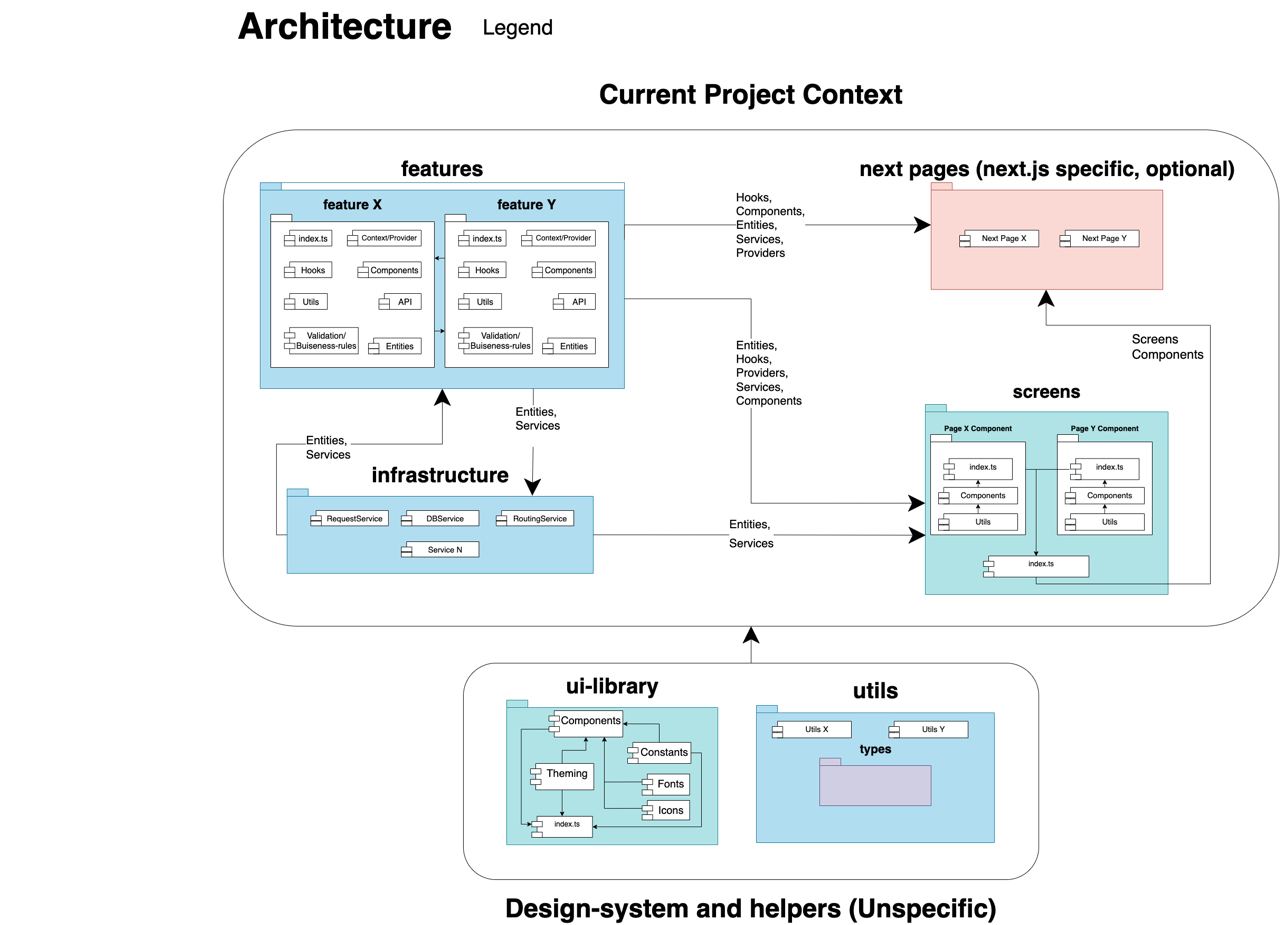 Architecture
Legend
Current Project Context
features
feature X
index.ts
Context/Provider
Hooks
Components
Utils
API
Validation/
Buiseness-rules
Entities
feature Y
index.ts
Context/Provider
Hooks
Components
Utils
API
Validation/
Buiseness-rules
Entities
Hooks,
Components,
Entities,
Services,
Providers
next pages (next.js specific, optional)
Next Page X
Next Page Y
Entities,
Hooks,
Providers,
Services,
Components
Screens
Components
Entities,
Services
Entities,
Services
infrastructure
RequestService
DBService
RoutingService
Service N
Entities,
Services
screens
Page X Component
index.ts
Components
Utils
Page Y Component
index.ts
Components
Utils
index.ts
ui-library
Components
Constants
Theming
Fonts
Icons
index.ts
utils
Utils X
Utils Y
types
Design-system and helpers (Unspecific)